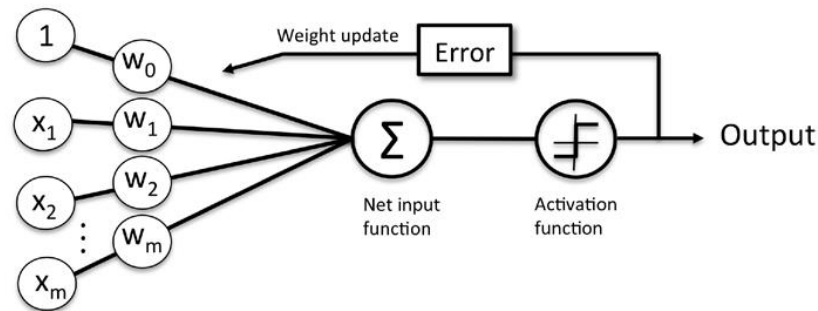 1
w0
Weight update
Error
x1
w1
Σ
Output
x2
w2
Net input
function
Activation
function
⋮
wm
xm